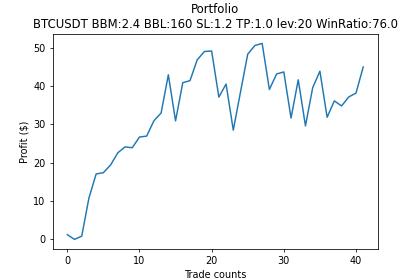 Portfolio
BTCUSDT BBM:2.4 BBL:160 SL:1.2 TP:1.0 lev:20 WinRatio:76.0
50
40
30
20
10
0
Profit ($)
0 10 20 30 40
Trade counts